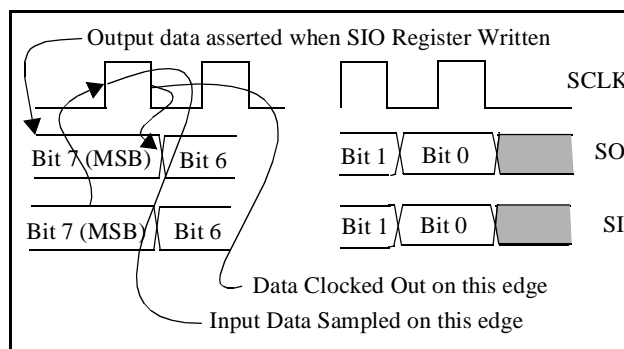 Output data asserted when SIO Register Written
SCLK
Bit 7 (MSB) Bit 6 Bit 1 Bit 0 SO
Bit 7 (MSB) Bit 6 Bit 1 Bit 0 SI
Data Clocked Out on this edge
Input Data Sampled on this edge